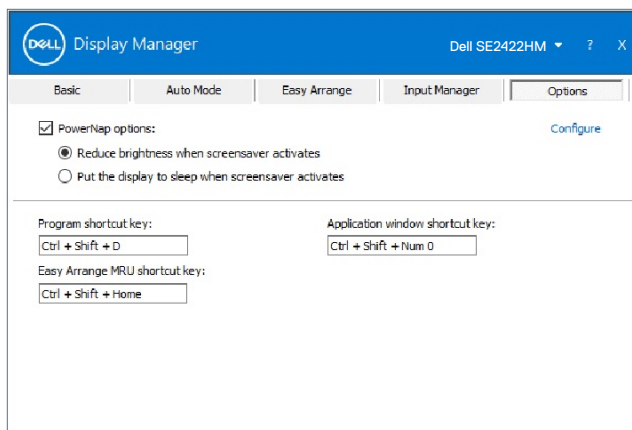 DELL Display Manager Dell SE2422HM ? X
Basic Auto Mode Easy Arrange Input Manager Options
PowerNap options: Configure
Reduce brightness when screensaver activates
Put the display to sleep when screensaver activates
Program shortcut key: Application window shortcut key:
Ctrl + Shift + D Ctrl + Shift + Num 0
Easy Arrange MRU shortcut key:
Ctrl + Shift + Home